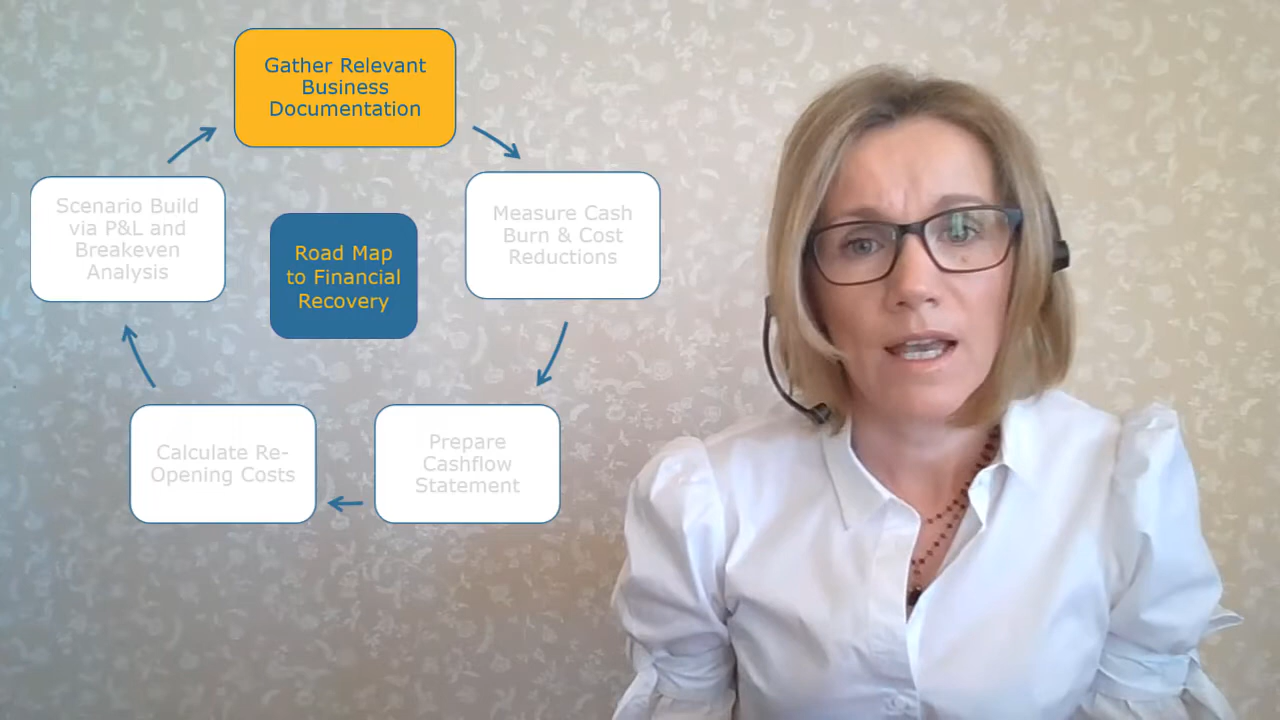 Gather Relevant
Business
Documentation
Measure Cash
Burn & Cost
Reductions
Prepare
Cashflow
Statement
Calculate Re-
Opening Costs
Scenario Build
via P&L and
Breakeven
Analysis
Road Map
to Financial
Recovery